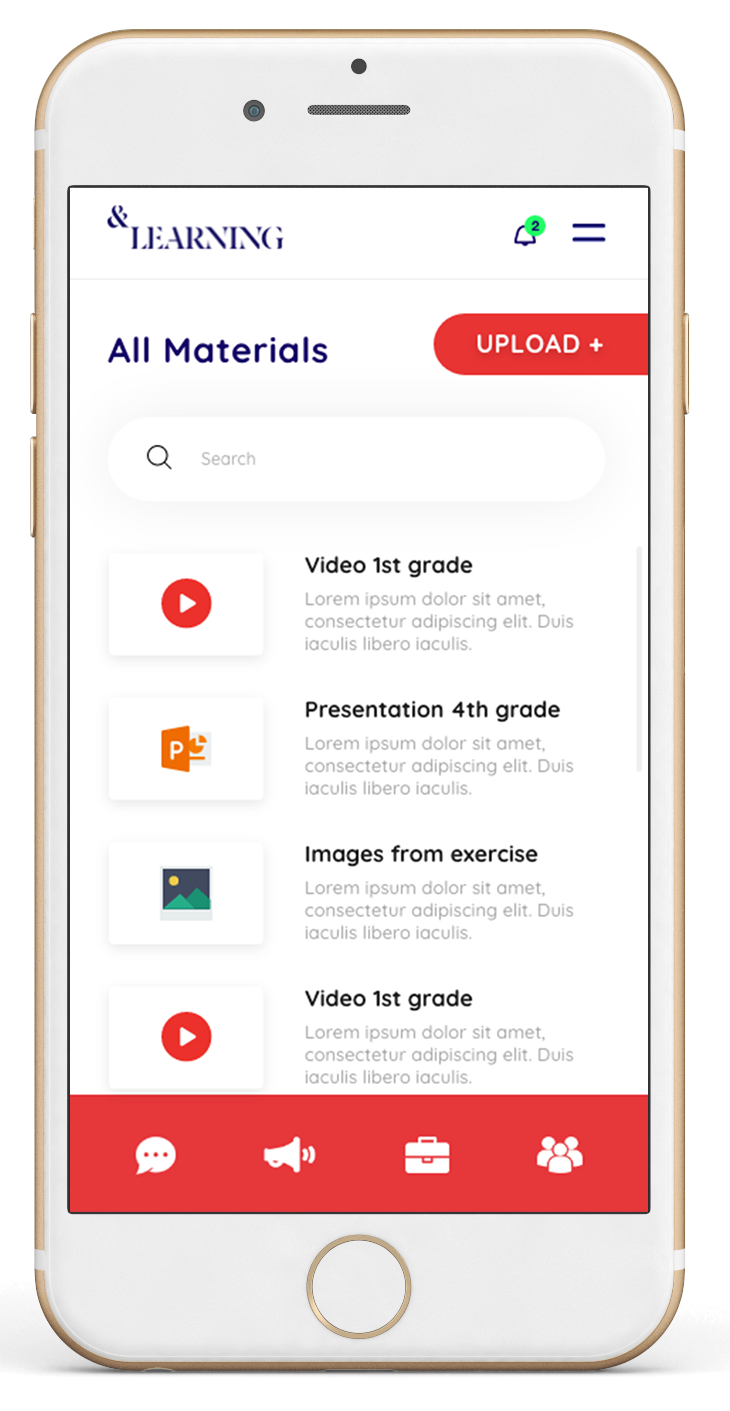 &
LEARNING
2
All Materials
UPLOAD +
Search
Video 1st grade
Lorem ipsum dolor sit amet,
consectetur adipiscing elit. Duis
iaculis libero iaculis.
P
Presentation 4th grade
Lorem ipsum dolor sit amet,
consectetur adipiscing elit. Duis
iaculis libero iaculis.
Images from exercise
Lorem ipsum dolor sit amet,
consectetur adipiscing elit. Duis
iaculis libero iaculis.
Video 1st grade
Lorem ipsum dolor sit amet,
consectetur adipiscing elit. Duis
iaculis libero iaculis.